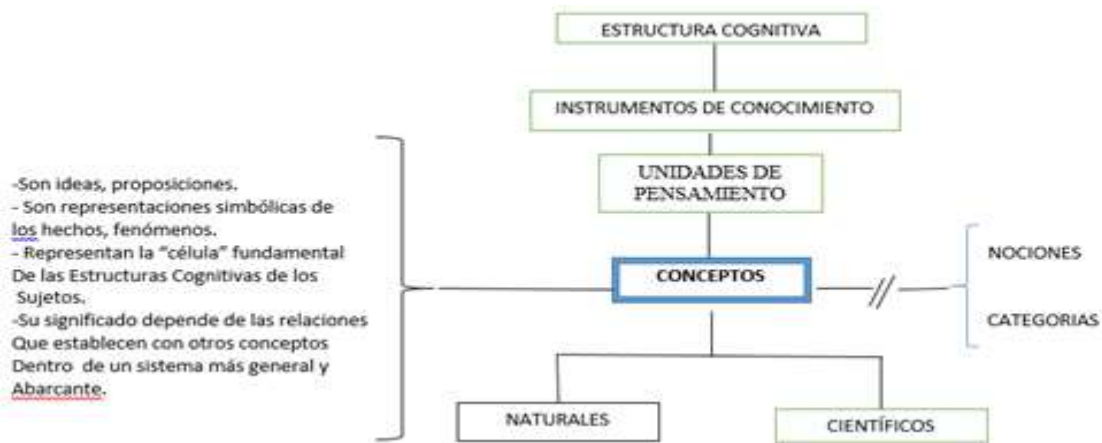 ESTRUCTURA COGNITIVA
INSTRUMENTOS DE CONOCIMIENTO
UNIDADES DE
PENSAMIENTO
-Son ideas, proposiciones.
- Son representaciones simbólicas de
los hechos, fenómenos.
- Representan la “célula” fundamental
De las Estructuras Cognitivas de los
Sujetos.
-Su significado depende de las relaciones
Que establecen con otros conceptos
Dentro de un sistema más general y
Abarcante.
CONCEPTOS
NOCIONES
CATEGORIAS
NATURALES
CIENTÍFICOS